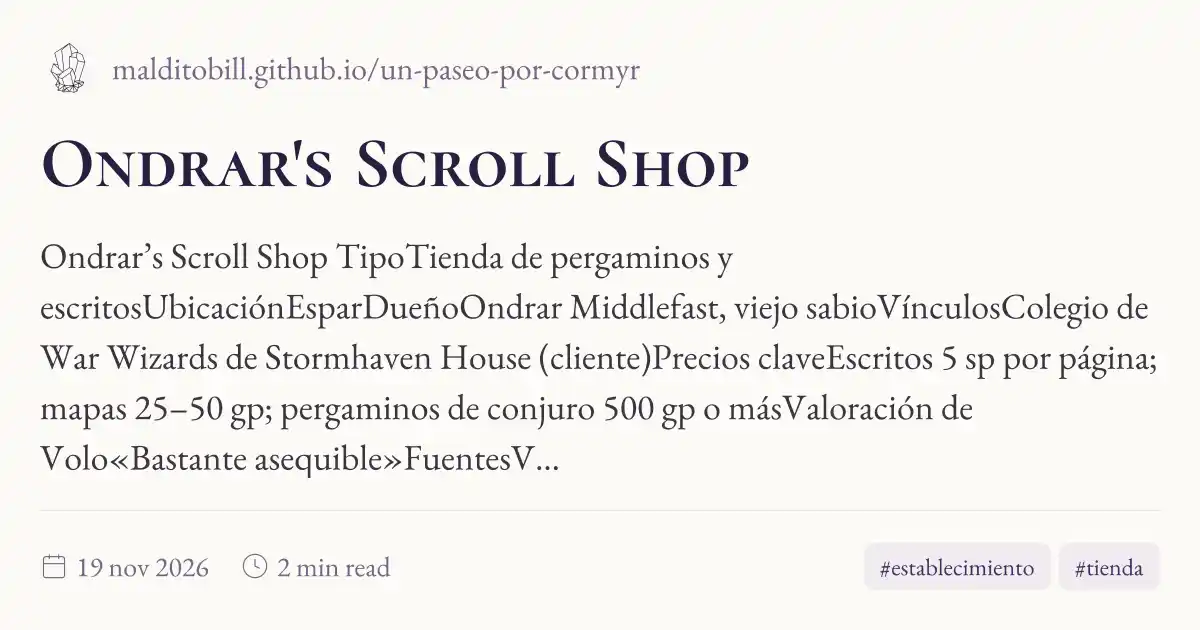 malditobill.github.io/un-paseo-por-cormyr
Ondrar's Scroll Shop
Ondrar’s Scroll Shop TipoTienda de pergaminos y
escritosUbicaciónEsparDueñoOndrar Middlefast, viejo sabioVínculosColegio de
War Wizards de Stormhaven House (cliente)Precios claveEscritos 5 sp por página;
mapas 25–50 gp; pergaminos de conjuro 500 gp o másValoración de
Volo«Bastante asequible»FuentesV...
19 nov 2026
2 min read
#establecimiento
#tienda